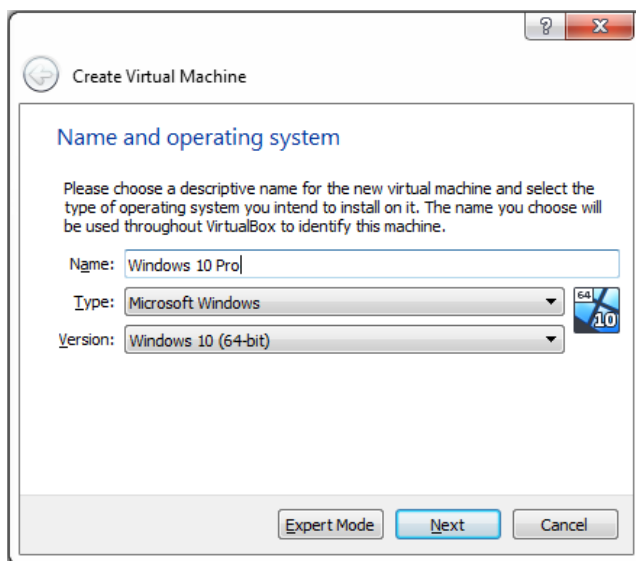 Create Virtual Machine
Name and operating system
Please choose a descriptive name for the new virtual machine and select the
type of operating system you intend to install on it. The name you choose will
be used throughout VirtualBox to identify this machine.
Name: Windows 10 Pro
Type: Microsoft Windows
64
10
Version: Windows 10 (64-bit)
Expert Mode Next Cancel